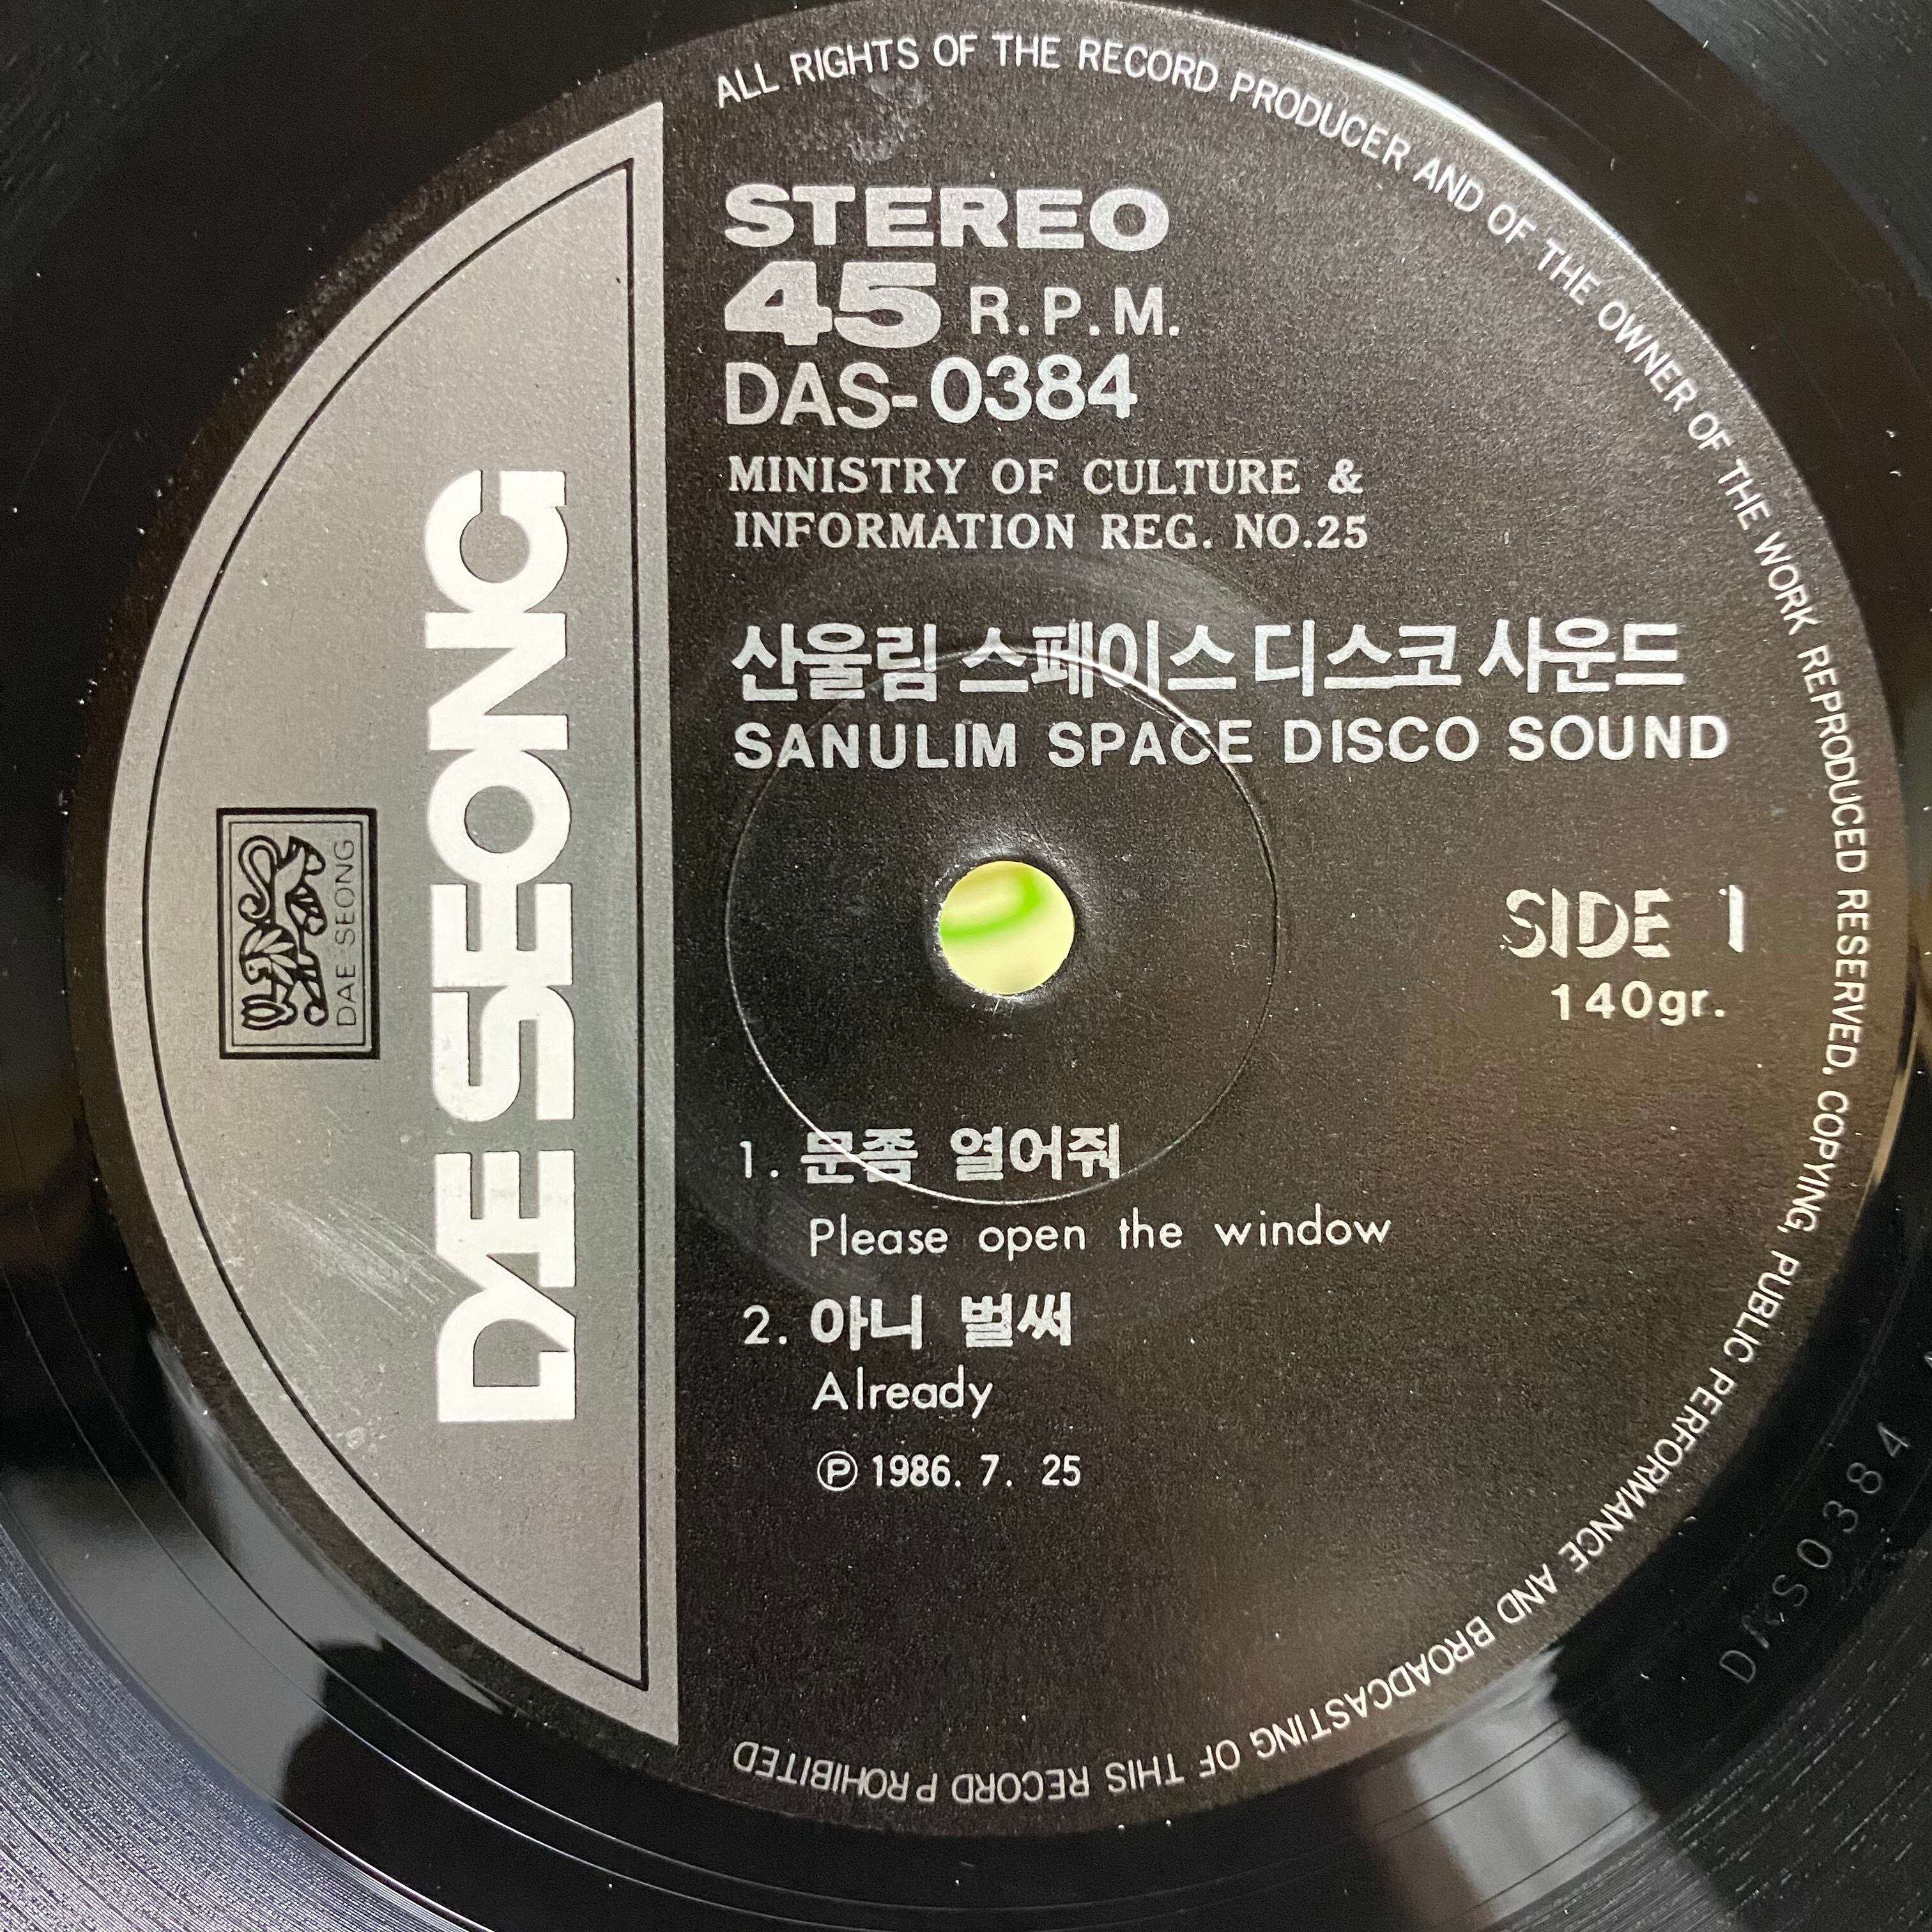 ALL RIGHTS OF THE RECORD PRODUCER AND OF THE OWNER OF THE WORK REPRODUCED RESERVED. COPYING, PUBLIC PERFORMANCE AND BROADCASTING OF THIS RECORD PROHIBITED
DAE SEONG
DAE SEONG
STEREO
45 R.P.M.
DAS-0384
MINISTRY OF CULTURE &
INFORMATION REG. NO.25
산울림 스페이스 디스코 사운드
SANULIM SPACE DISCO SOUND
SIDE 1
140gr.
1. 문좀 열어줘
Please open the window
2. 아니 벌써
Already
℗ 1986. 7. 25
DAS0384